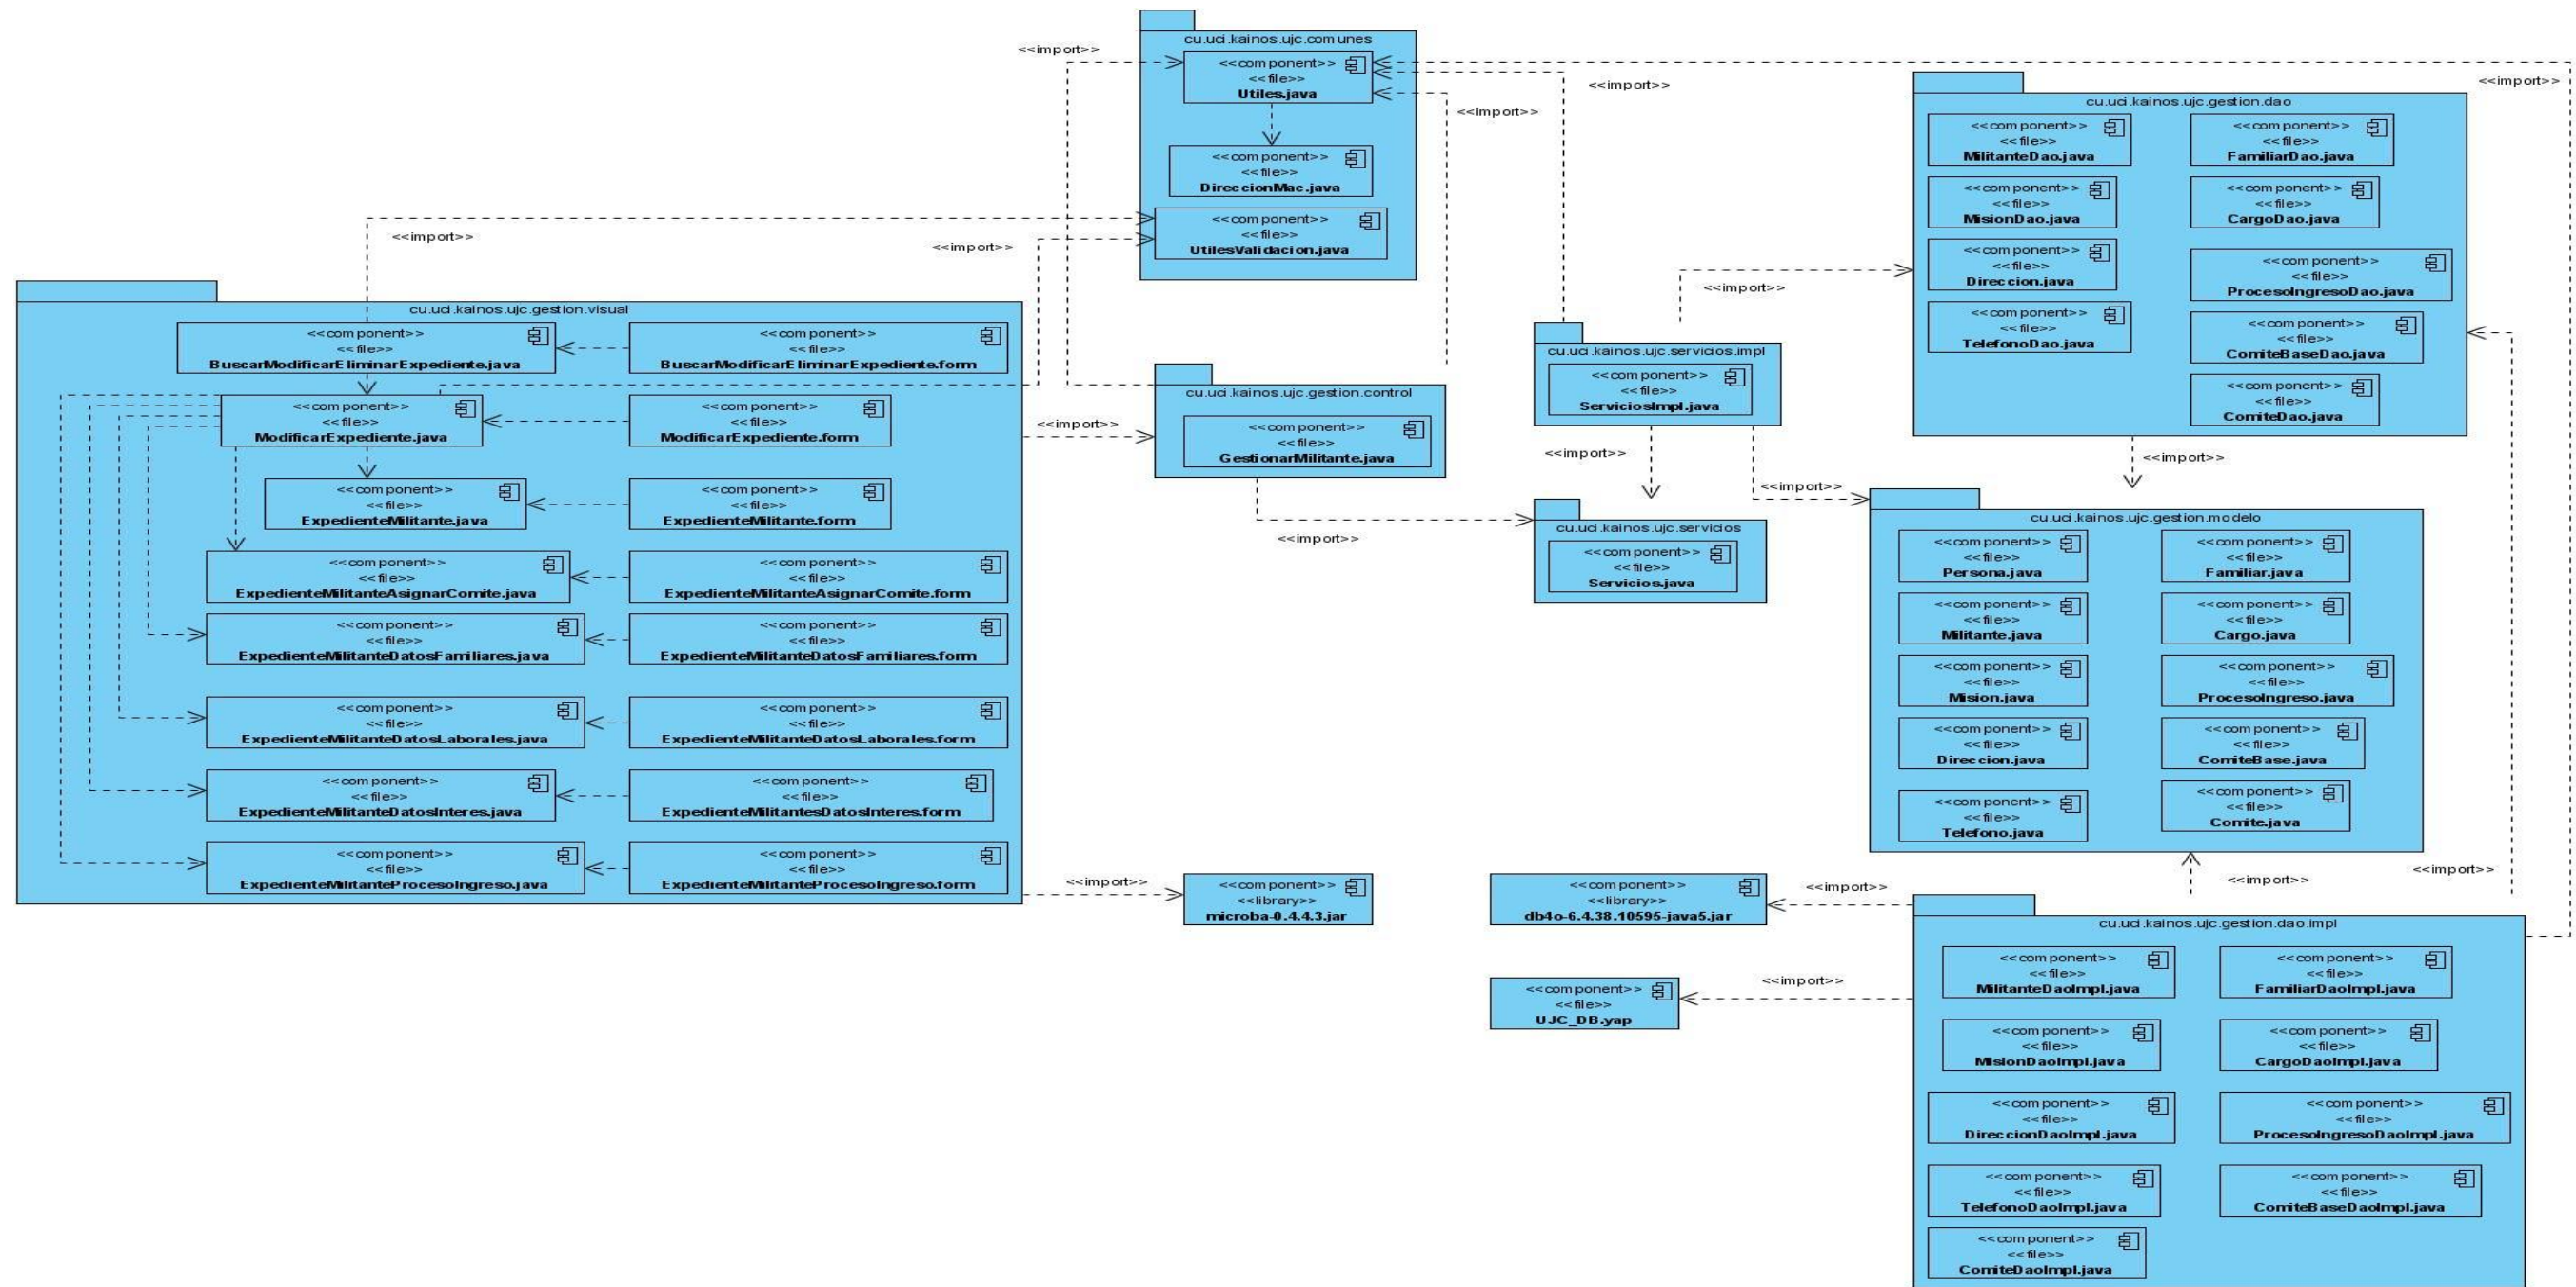 cu.uci.kainos.ujc.comunes
<<component>>
<<file>>
Utiles.java
<<component>>
<<file>>
DireccionMac.java
<<component>>
<<file>>
UtilesValidacion.java
<<import>>
<<import>>
<<import>>
<<import>>
<<import>>
<<import>>
cu.uci.kainos.ujc.gestion.dao
<<component>>
<<file>>
MilitanteDao.java
<<component>>
<<file>>
FamiliarDao.java
<<component>>
<<file>>
MisionDao.java
<<component>>
<<file>>
CargoDao.java
<<component>>
<<file>>
Direccion.java
<<component>>
<<file>>
ProcesoIngresoDao.java
<<component>>
<<file>>
TelefonoDao.java
<<component>>
<<file>>
ComiteBaseDao.java
<<component>>
<<file>>
ComiteDao.java
<<import>>
cu.uci.kainos.ujc.gestion.visual
<<component>>
<<file>>
BuscarModificarEliminarExpediente.java
<<component>>
<<file>>
BuscarModificarEliminarExpediente.form
<<component>>
<<file>>
ModificarExpediente.java
<<component>>
<<file>>
ModificarExpediente.form
<<component>>
<<file>>
ExpedienteMilitante.java
<<component>>
<<file>>
ExpedienteMilitante.form
<<component>>
<<file>>
ExpedienteMilitanteAsignarComite.java
<<component>>
<<file>>
ExpedienteMilitanteAsignarComite.form
<<component>>
<<file>>
ExpedienteMilitanteDatosFamiliares.java
<<component>>
<<file>>
ExpedienteMilitanteDatosFamiliares.form
<<component>>
<<file>>
ExpedienteMilitanteDatosLaborales.java
<<component>>
<<file>>
ExpedienteMilitanteDatosLaborales.form
<<component>>
<<file>>
ExpedienteMilitanteDatosInteres.java
<<component>>
<<file>>
ExpedienteMilitantesDatosInteres.form
<<component>>
<<file>>
ExpedienteMilitanteProcesoIngreso.java
<<component>>
<<file>>
ExpedienteMilitanteProcesoIngreso.form
<<import>>
cu.uci.kainos.ujc.gestion.control
<<component>>
<<file>>
GestionarMilitante.java
<<import>>
cu.uci.kainos.ujc.servicios.impl
<<component>>
<<file>>
ServiciosImpl.java
<<import>>
<<import>>
<<import>>
cu.uci.kainos.ujc.servicios
<<component>>
<<file>>
Servicios.java
cu.uci.kainos.ujc.gestion.modelo
<<component>>
<<file>>
Persona.java
<<component>>
<<file>>
Familiar.java
<<component>>
<<file>>
Militante.java
<<component>>
<<file>>
Cargo.java
<<component>>
<<file>>
Mision.java
<<component>>
<<file>>
ProcesoIngreso.java
<<component>>
<<file>>
Direccion.java
<<component>>
<<file>>
ComiteBase.java
<<component>>
<<file>>
Telefono.java
<<component>>
<<file>>
Comite.java
<<import>>
<<component>>
<<library>>
microba-0.4.4.3.jar
<<component>>
<<library>>
db4o-6.4.38.10595-java5.jar
<<import>>
<<import>>
<<import>>
<<component>>
<<file>>
UJC_DB.yap
<<import>>
cu.uci.kainos.ujc.gestion.dao.impl
<<component>>
<<file>>
MilitanteDaoImpl.java
<<component>>
<<file>>
FamiliarDaoImpl.java
<<component>>
<<file>>
MisionDaoImpl.java
<<component>>
<<file>>
CargoDaoImpl.java
<<component>>
<<file>>
DireccionDaoImpl.java
<<component>>
<<file>>
ProcesoIngresoDaoImpl.java
<<component>>
<<file>>
TelefonoDaoImpl.java
<<component>>
<<file>>
ComiteBaseDaoImpl.java
<<component>>
<<file>>
ComiteDaoImpl.java